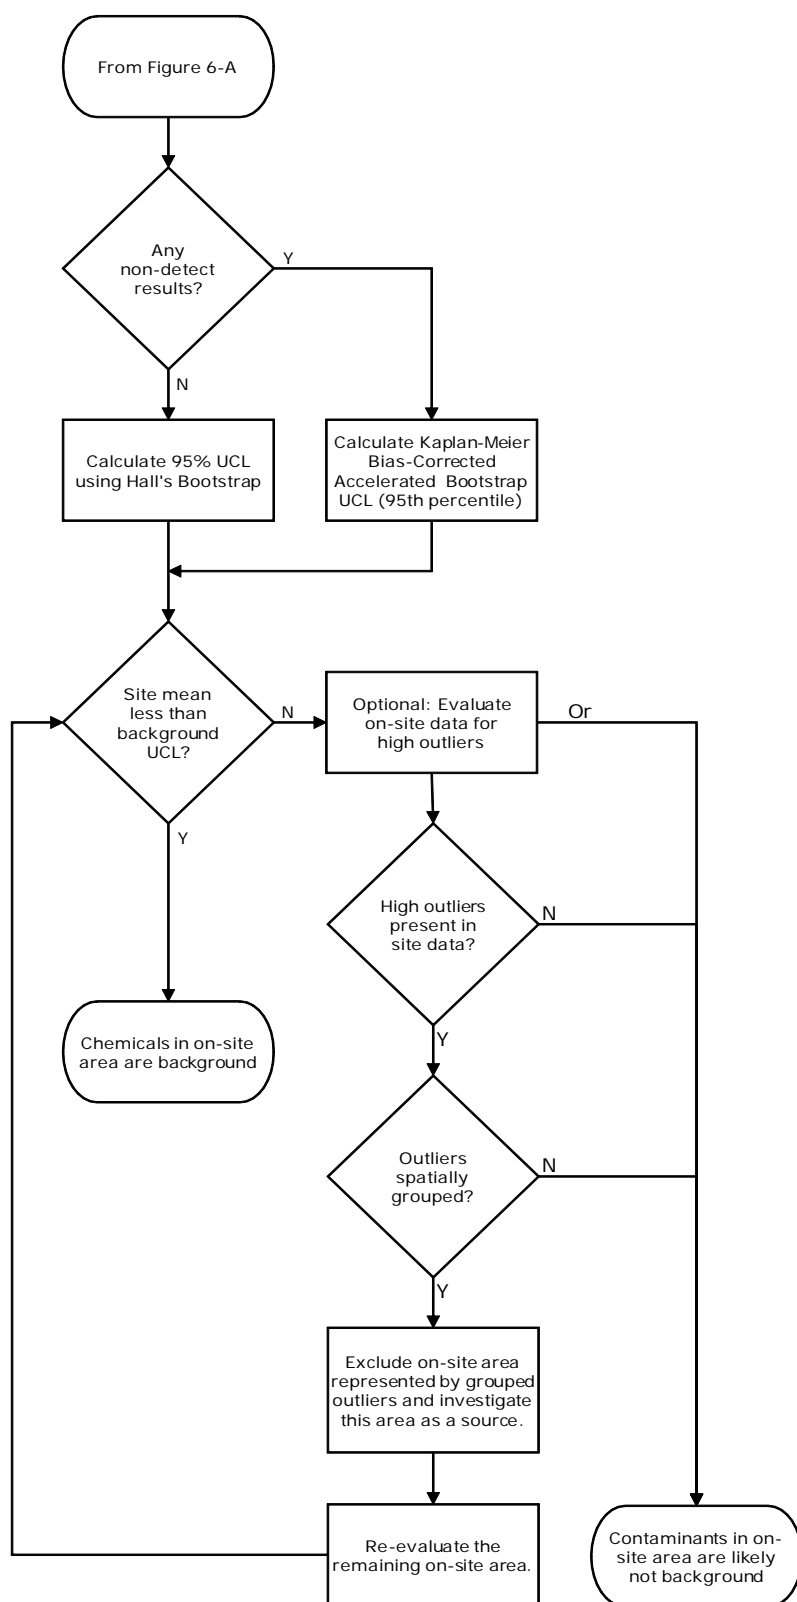 From Figure 6-A
Any
non-detect
results?
Y
N
Calculate 95% UCL
using Hall's Bootstrap
Calculate Kaplan-Meier
Bias-Corrected
Accelerated Bootstrap
UCL (95th percentile)
Site mean
less than
background
UCL?
N
Y
Optional: Evaluate
on-site data for
high outliers
Or
High outliers
present in
site data?
N
Y
Chemicals in on-site
area are background
Outliers
spatially
grouped?
N
Y
Exclude on-site area
represented by grouped
outliers and investigate
this area as a source.
Re-evaluate the
remaining on-site area.
Contaminants in on-
site area are likely
not background